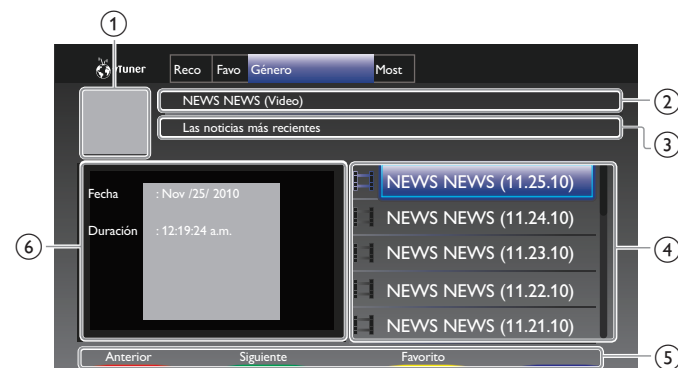 1
vTuner Reco Favo Género Most
NEWS NEWS (Video)
2
Las noticias más recientes
3
Fecha : Nov /25/ 2010
Duración : 12:19:24 a.m.
NEWS NEWS (11.25.10)
NEWS NEWS (11.24.10)
NEWS NEWS (11.23.10)
NEWS NEWS (11.22.10)
NEWS NEWS (11.21.10)
6
4
Anterior Siguiente Favorito
5